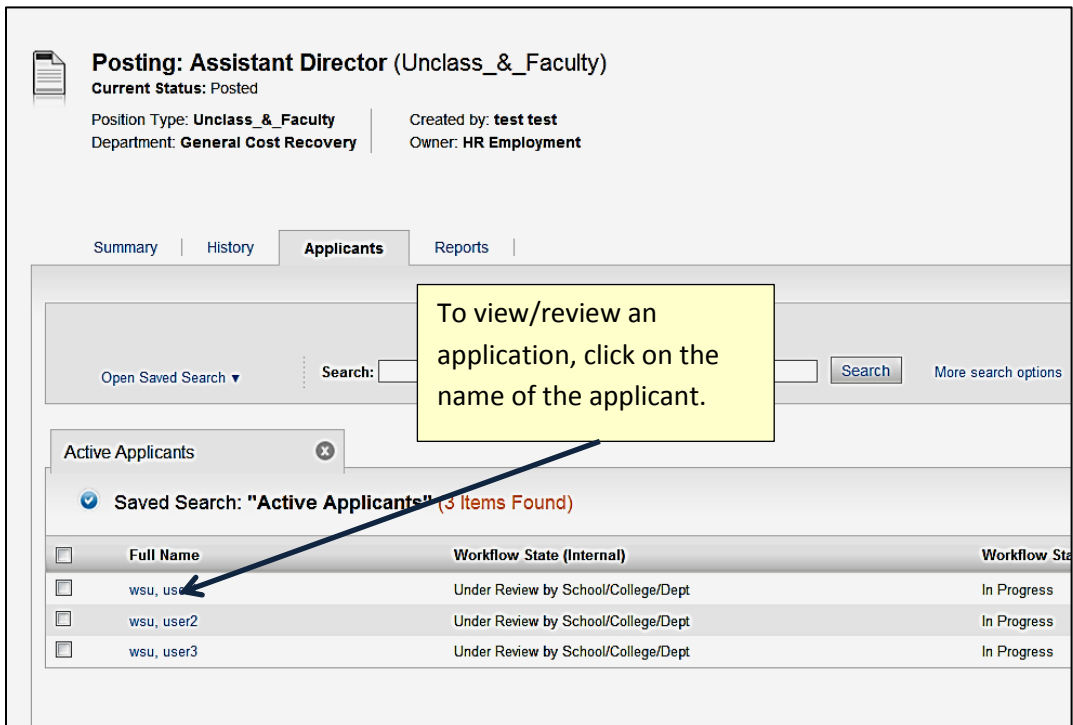 Posting: Assistant Director (Unclass_&_Faculty)
Current Status: Posted
Position Type: Unclass_&_Faculty Created by: test test
Department: General Cost Recovery Owner: HR Employment
Summary History Applicants Reports
To view/review an
application, click on the
name of the applicant.
Open Saved Search ▼ Search: Search More search options
Active Applicants
Saved Search: "Active Applicants" (3 Items Found)
Full Name Workflow State (Internal) Workflow Sta
wsu, use Under Review by School/College/Dept In Progress
wsu, user2 Under Review by School/College/Dept In Progress
wsu, user3 Under Review by School/College/Dept In Progress